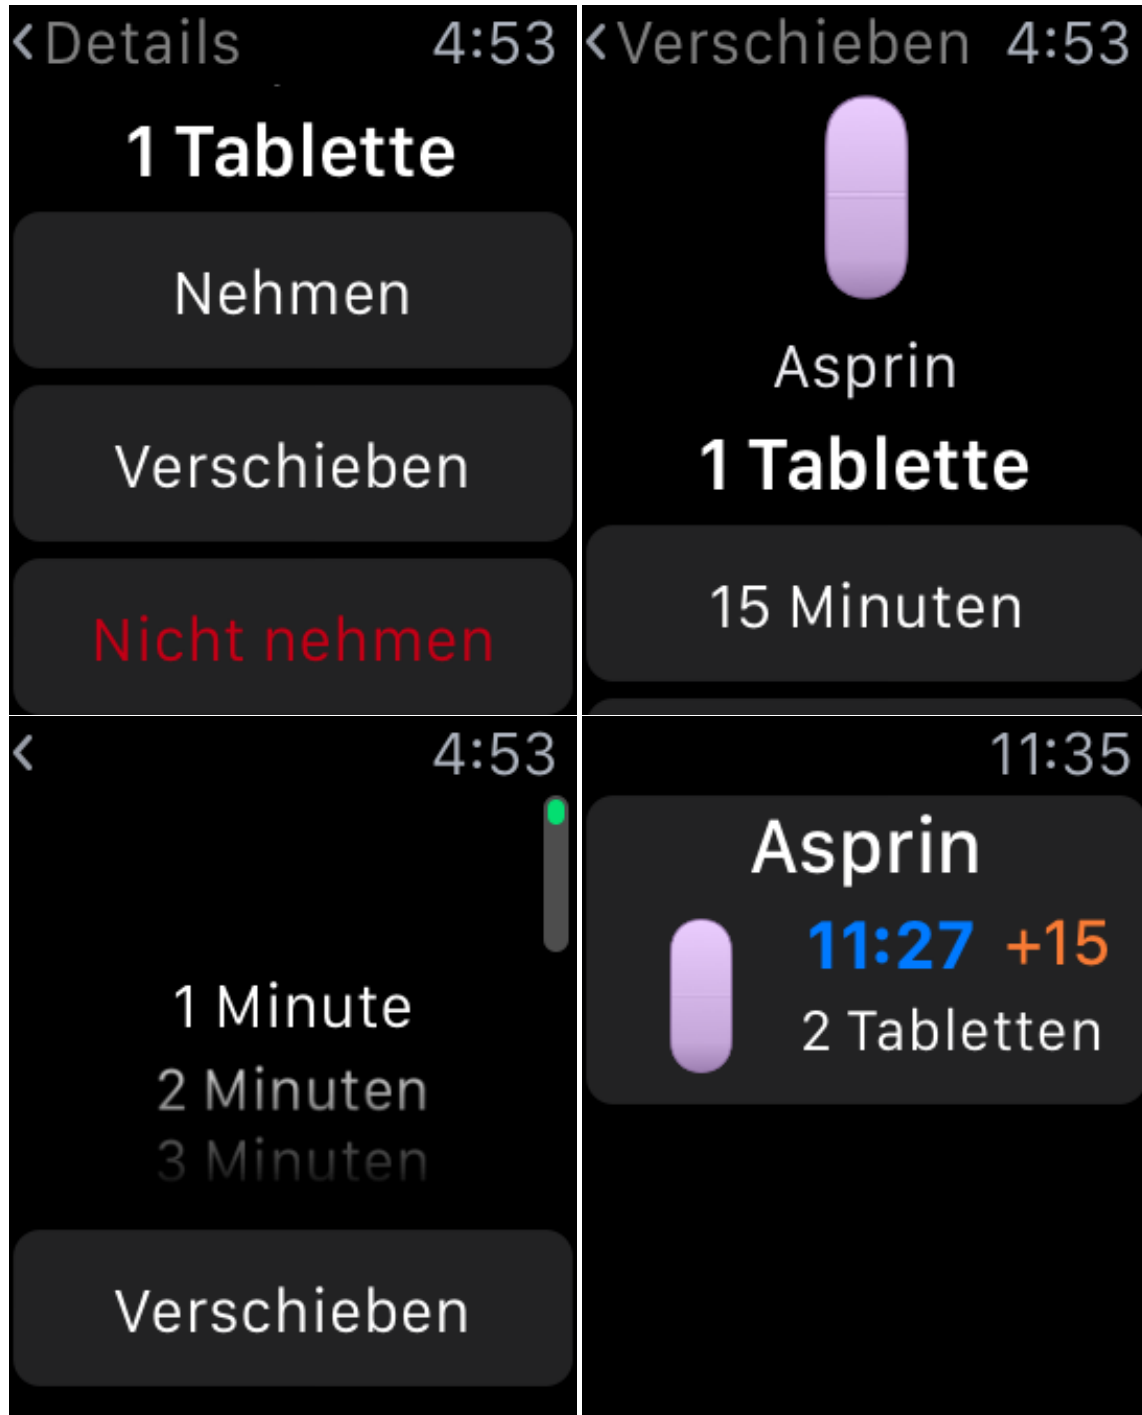 Details 4:53
1 Tablette
Nehmen
Verschieben
Nicht nehmen
Verschieben 4:53
Asprin
1 Tablette
15 Minuten
4:53
1 Minute
2 Minuten
3 Minuten
Verschieben
11:35
Asprin
11:27 +15
2 Tabletten